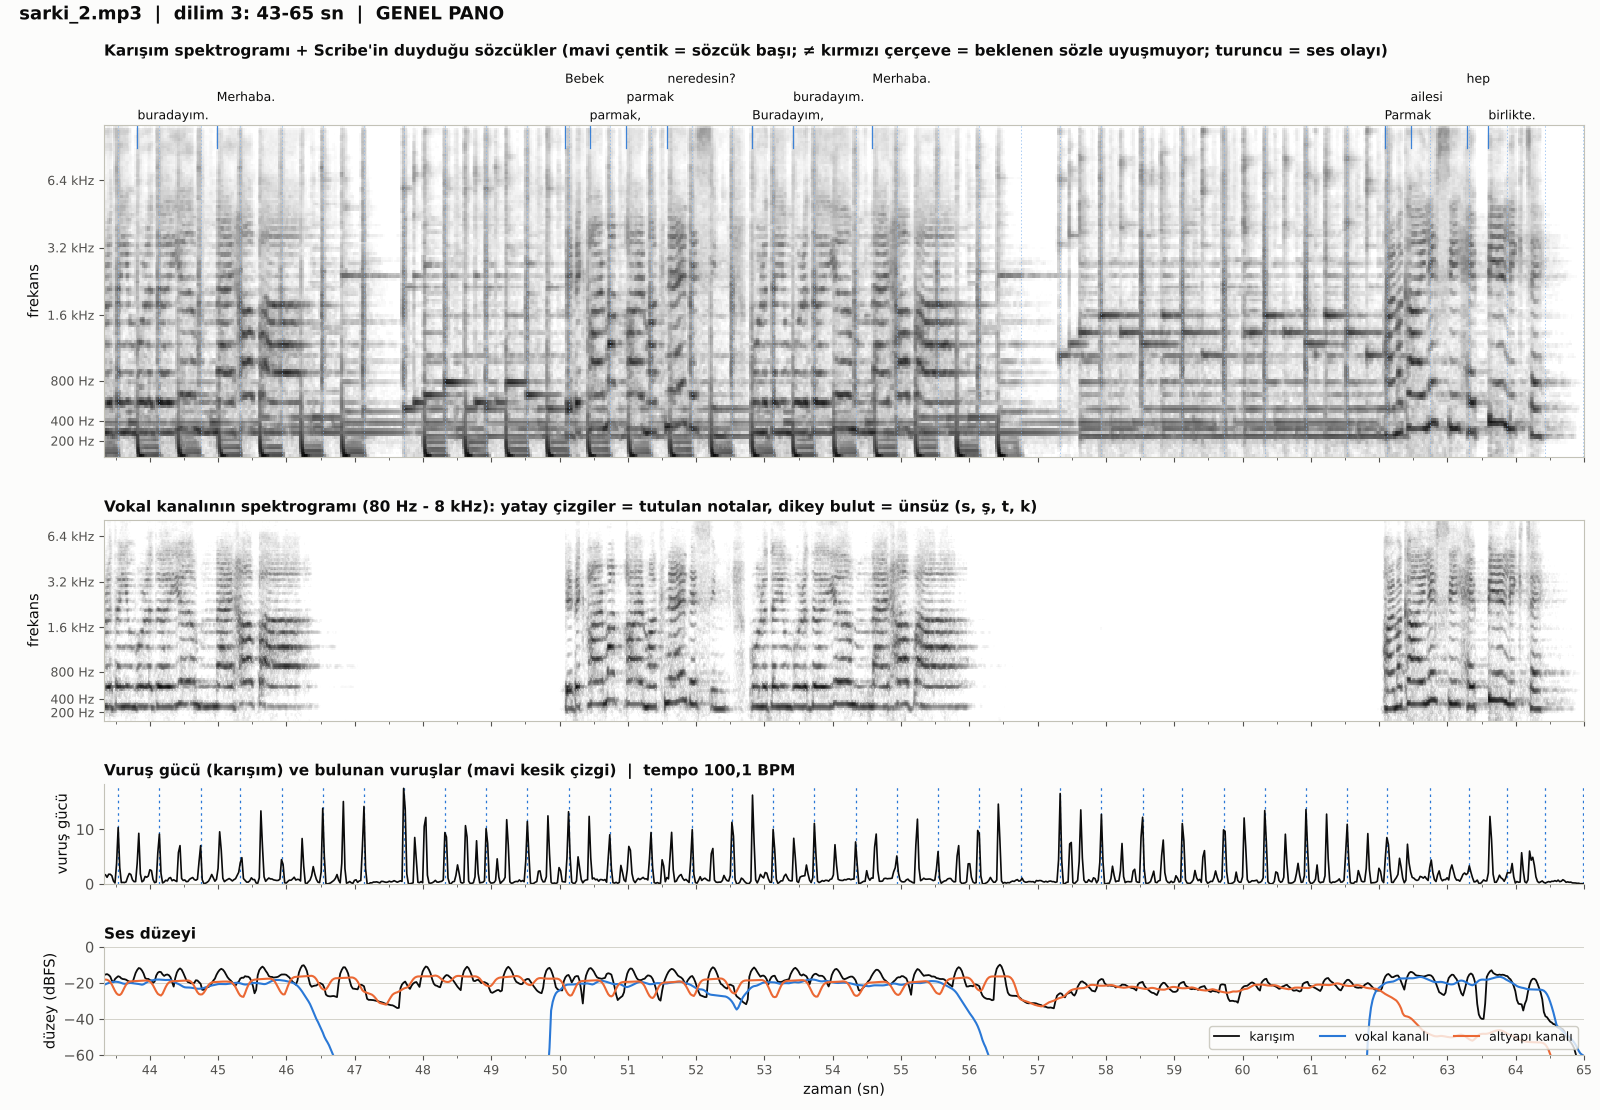 sarki_2.mp3 | dilim 3: 43-65 sn | GENEL PANO
Karışım spektrogramı + Scribe'in duyduğu sözcükler (mavi çentik = sözcük başı; ≠ kırmızı çerçeve = beklenen sözle uyuşmuyor; turuncu = ses olayı)
Bebek neredesin? Merhaba. hep
Merhaba. parmak buradayım. ailesi
buradayım. parmak, Buradayım, Parmak birlikte.
6.4 kHz
3.2 kHz
1.6 kHz
800 Hz
400 Hz
200 Hz
frekans
Vokal kanalının spektrogramı (80 Hz - 8 kHz): yatay çizgiler = tutulan notalar, dikey bulut = ünsüz (s, ş, t, k)
6.4 kHz
3.2 kHz
1.6 kHz
800 Hz
400 Hz
200 Hz
frekans
Vuruş gücü (karışım) ve bulunan vuruşlar (mavi kesik çizgi) | tempo 100,1 BPM
10
0
vuruş gücü
Ses düzeyi
0
−20
−40
−60
düzey (dBFS)
karışım vokal kanalı altyapı kanalı
44 45 46 47 48 49 50 51 52 53 54 55 56 57 58 59 60 61 62 63 64 65
zaman (sn)